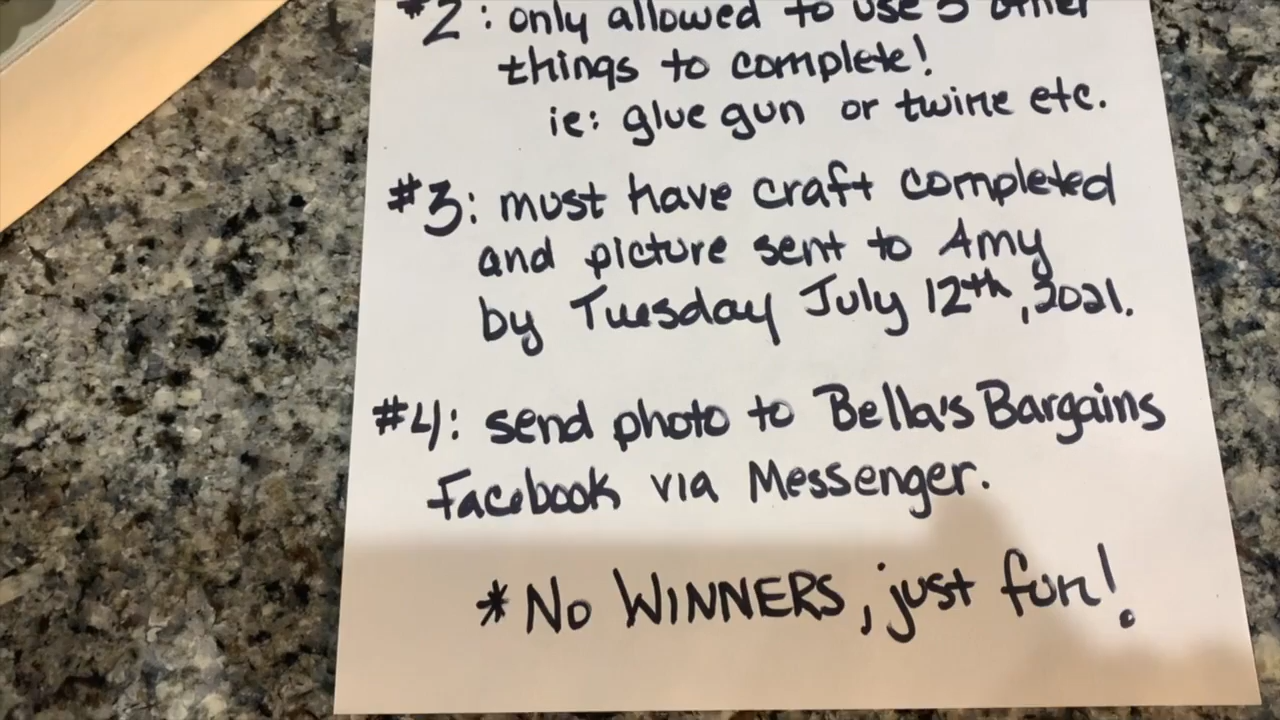 #2: only allowed to use 5 other
things to complete!
ie: glue gun or twine etc.
#3: must have craft completed
and picture sent to Amy
by Tuesday July 12th, 2021.
#4: send photo to Bella's Bargains
Facebook via Messenger.
* No WINNERS, just fun!